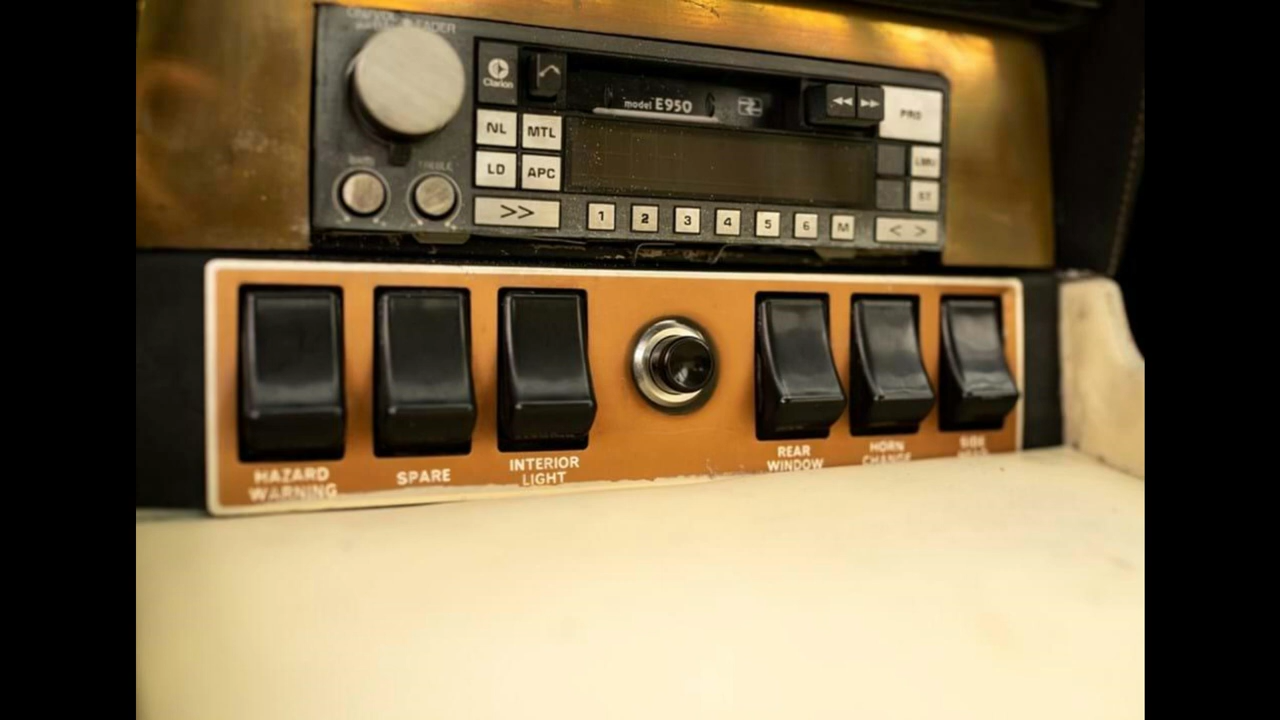 Clarion
model E950
NL
MTL
PRO
LD
APC
ST
>>
1
2
3
4
5
6
M
< >
HAZARD
WARNING
SPARE
INTERIOR
LIGHT
REAR
WINDOW
HORN
CHANGE